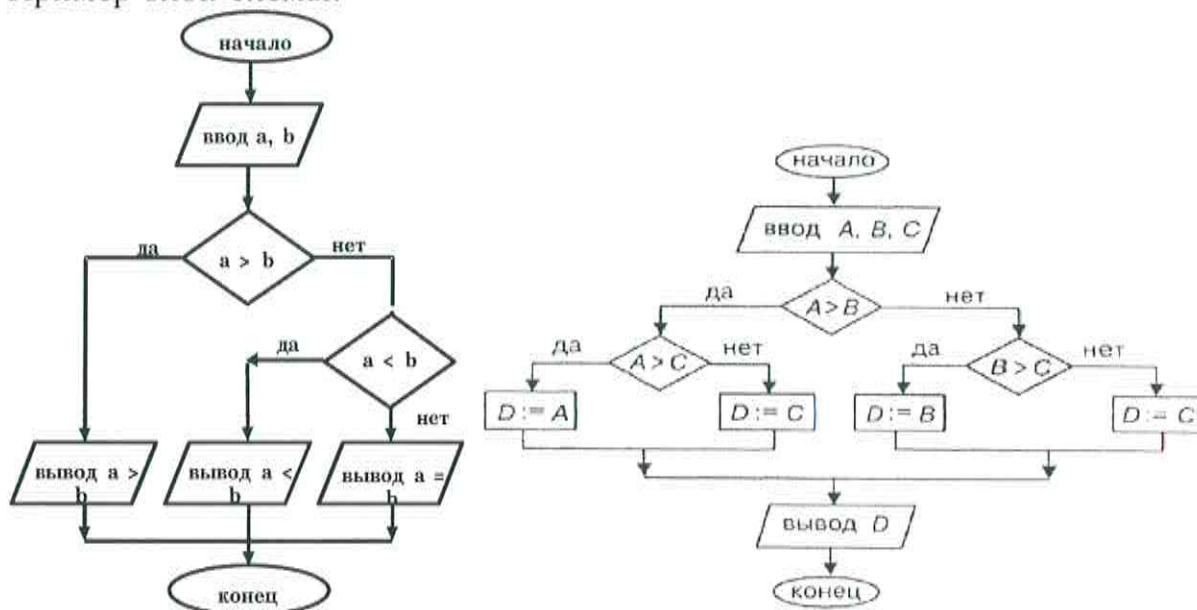 начало
ввод a, b
да
a > b
нет
да
a < b
нет
вывод a >
b
вывод a <
b
вывод a =
b
конец
начало
ввод A, B, C
да
A>B
нет
да
A>C
нет
да
B>C
нет
D:=A
D:=C
D:=B
D:=C
вывод D
конец